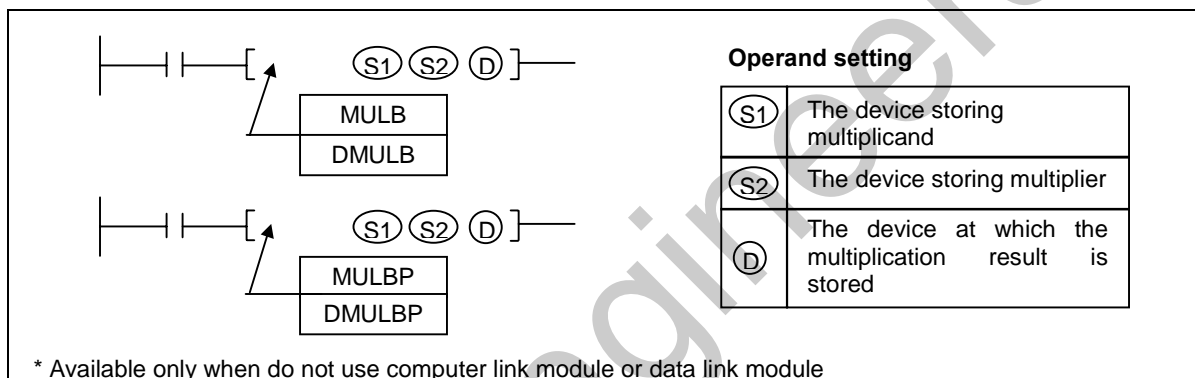 S1 S2 D
MULB
DMULB
S1 S2 D
MULBP
DMULBP
Operand setting
S1 The device storing
multiplicand
S2 The device storing multiplier
D The device at which the
multiplication result is
stored
* Available only when do not use computer link module or data link module